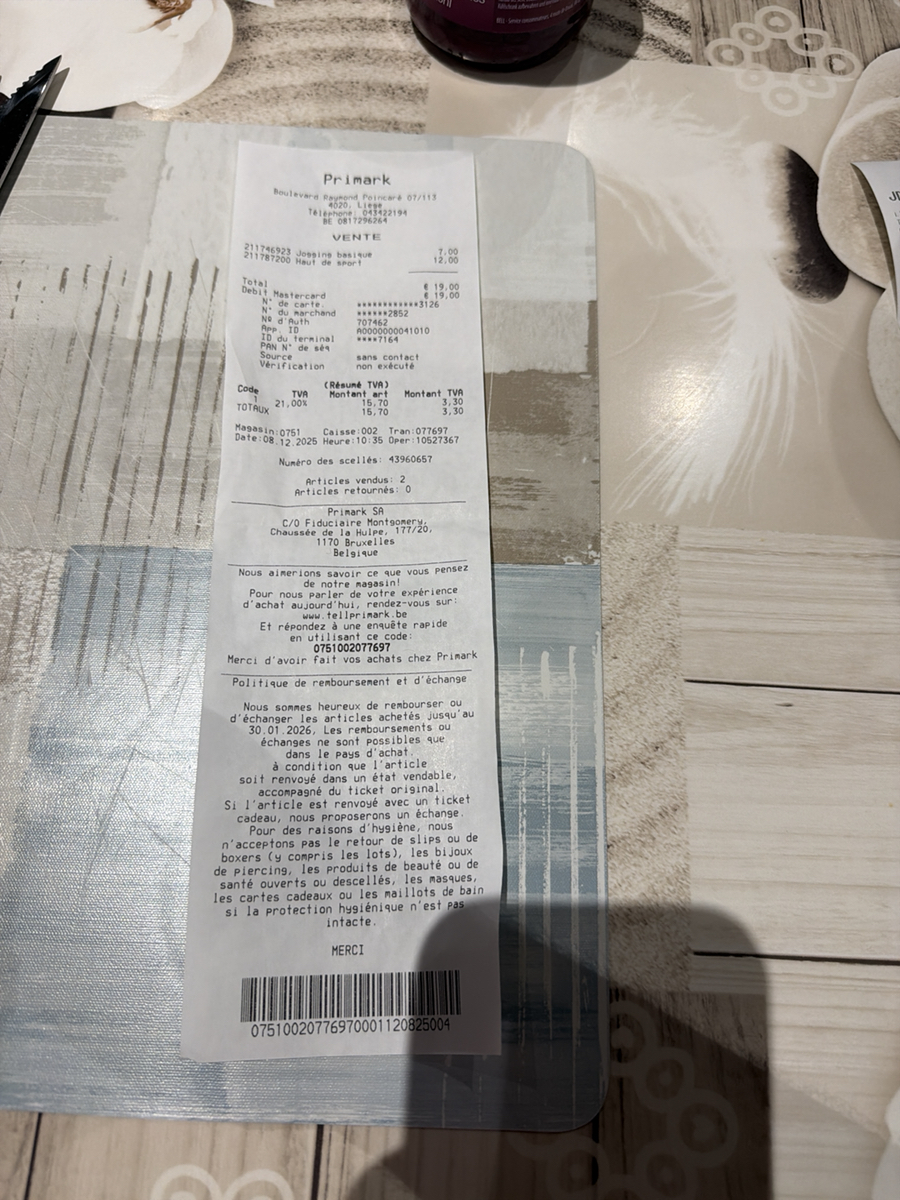 Primark
Boulevard Raymond Poincaré 07/113
4020, Liege
Téléphone: 043422194
BE 0817296264
VENTE
211746923 Jogging basique 7,00
211787200 Haut de sport 12,00
Total € 19,00
Debit Mastercard € 19,00
N° de carte. ************3126
N° du marchand ******2852
Nº d'Auth 707462
App. ID A0000000041010
ID du terminal ****7164
PAN N° de séq
Source sans contact
Vérification non exécuté
(Résumé TVA)
Code TVA Montant art Montant TVA
1 21,00% 15,70 3,30
TOTAUX 15,70 3,30
Magasin:0751 Caisse:002 Tran:077697
Date:08.12.2025 Heure:10:35 Oper:10527367
Numéro des scellés: 43960657
Articles vendus: 2
Articles retournés: 0
Primark SA
C/O Fiduciaire Montgomery,
Chaussée de la Hulpe, 177/20,
1170 Bruxelles
Belgique
Nous aimerions savoir ce que vous pensez
de notre magasin!
Pour nous parler de votre expérience
d'achat aujourd'hui, rendez-vous sur:
www.tellprimark.be
Et répondez à une enquête rapide
en utilisant ce code:
0751002077697
Merci d'avoir fait vos achats chez Primark
Politique de remboursement et d'échange
Nous sommes heureux de rembourser ou
d'échanger les articles achetés jusqu'au
30.01.2026, Les remboursements ou
échanges ne sont possibles que
dans le pays d'achat.
à condition que l'article
soit renvoyé dans un état vendable,
accompagné du ticket original.
Si l'article est renvoyé avec un ticket
cadeau, nous proposerons un échange.
Pour des raisons d'hygiène, nous
n'acceptons pas le retour de slips ou de
boxers (y compris les lots), les bijoux
de piercing, les produits de beauté ou de
santé ouverts ou descellés, les masques,
les cartes cadeaux ou les maillots de bain
si la protection hygiénique n'est pas
intacte.
MERCI
07510020776970001120825004